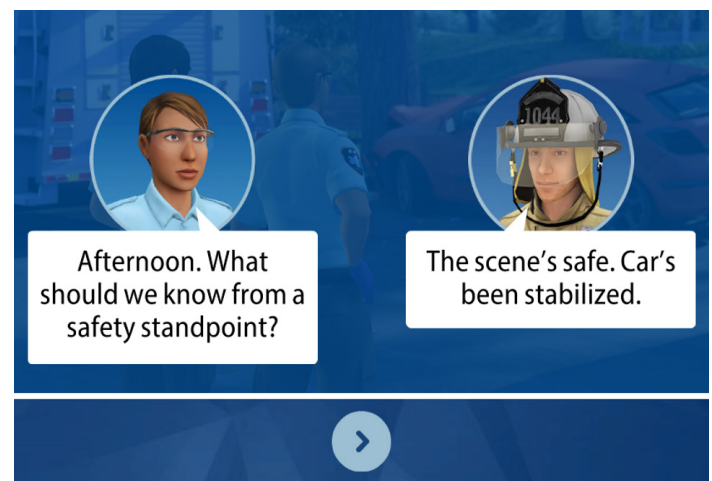 1044
Afternoon. What
should we know from a
safety standpoint?
The scene's safe. Car's
been stabilized.